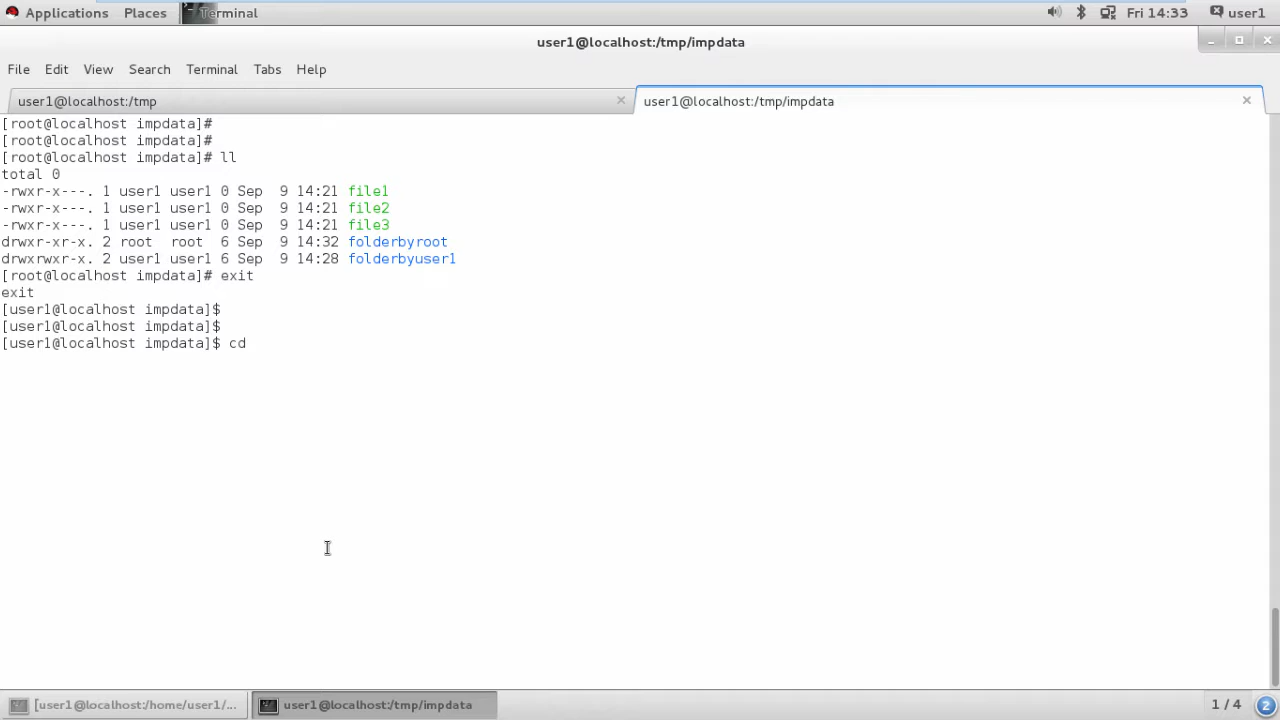 Applications Places Terminal Fri 14:33 user1
user1@localhost:/tmp/impdata
File Edit View Search Terminal Tabs Help
user1@localhost:/tmp user1@localhost:/tmp/impdata
[root@localhost impdata]#
[root@localhost impdata]#
[root@localhost impdata]# ll
total 0
-rwxr-x---. 1 user1 user1 0 Sep  9 14:21 file1
-rwxr-x---. 1 user1 user1 0 Sep  9 14:21 file2
-rwxr-x---. 1 user1 user1 0 Sep  9 14:21 file3
drwxr-xr-x. 2 root  root  6 Sep  9 14:32 folderbyroot
drwxrwxr-x. 2 user1 user1 6 Sep  9 14:28 folderbyuser1
[root@localhost impdata]# exit
exit
[user1@localhost impdata]$
[user1@localhost impdata]$
[user1@localhost impdata]$ cd
[user1@localhost:/home/user1/... user1@localhost:/tmp/impdata 1 / 4 2